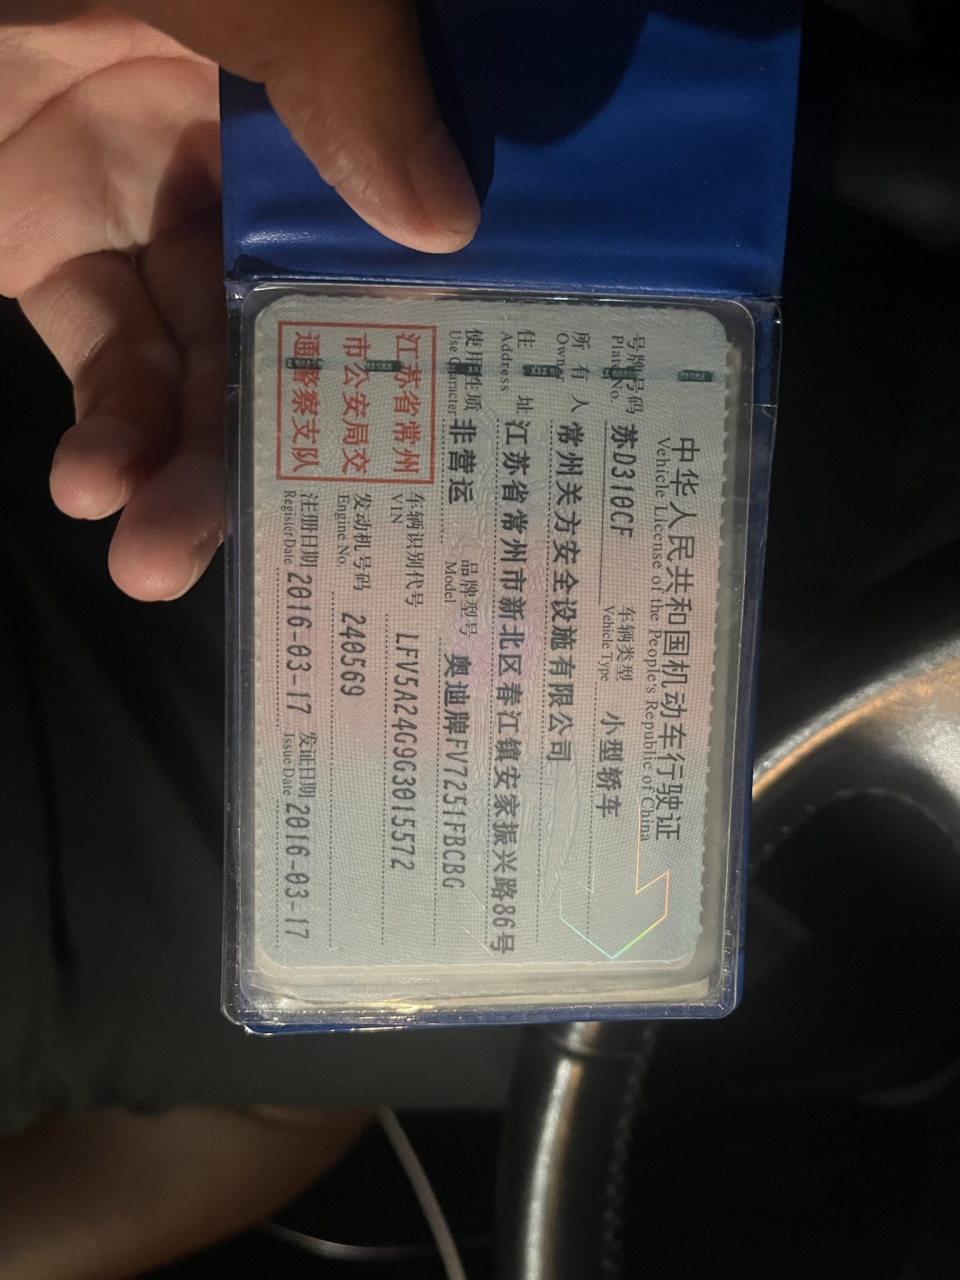 中华人民共和国机动车行驶证
Vehicle License of the People's Republic of China
号牌号码 苏D310CF 车辆类型 小型轿车
Plate No. Vehicle Type
所有人 常州关方安全设施有限公司
Owner
住址 江苏省常州市新北区春江镇安家振兴路86号
Address
使用性质 非营运 品牌型号 奥迪牌FV7251FBCBG
Use Character Model
江苏省常州
市公安局交
通警察支队
车辆识别代号 LFV5A24G9G3015572
VIN
发动机号码 240569
Engine No.
注册日期 2016-03-17 发证日期 2016-03-17
Register Date Issue Date